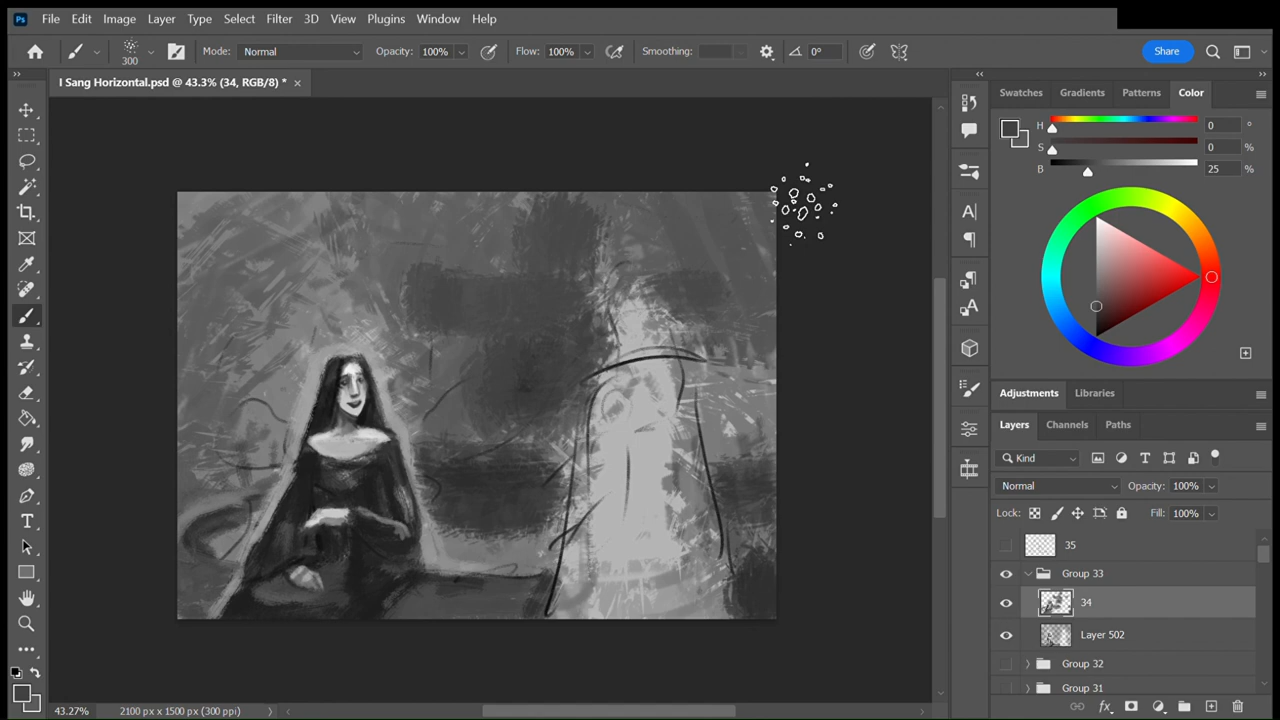 Ps File Edit Image Layer Type Select Filter 3D View Plugins Window Help
300 Mode: Normal Opacity: 100% Flow: 100% Smoothing: 0° Share
I Sang Horizontal.psd @ 43.3% (34, RGB/8) * ×
Swatches Gradients Patterns Color
H 0 °
S 0 %
B 25 %
Adjustments Libraries
Layers Channels Paths
Kind
Normal Opacity: 100%
Lock: Fill: 100%
35
Group 33
34
Layer 502
Group 32
Group 31
43.27% 2100 px x 1500 px (300 ppi)